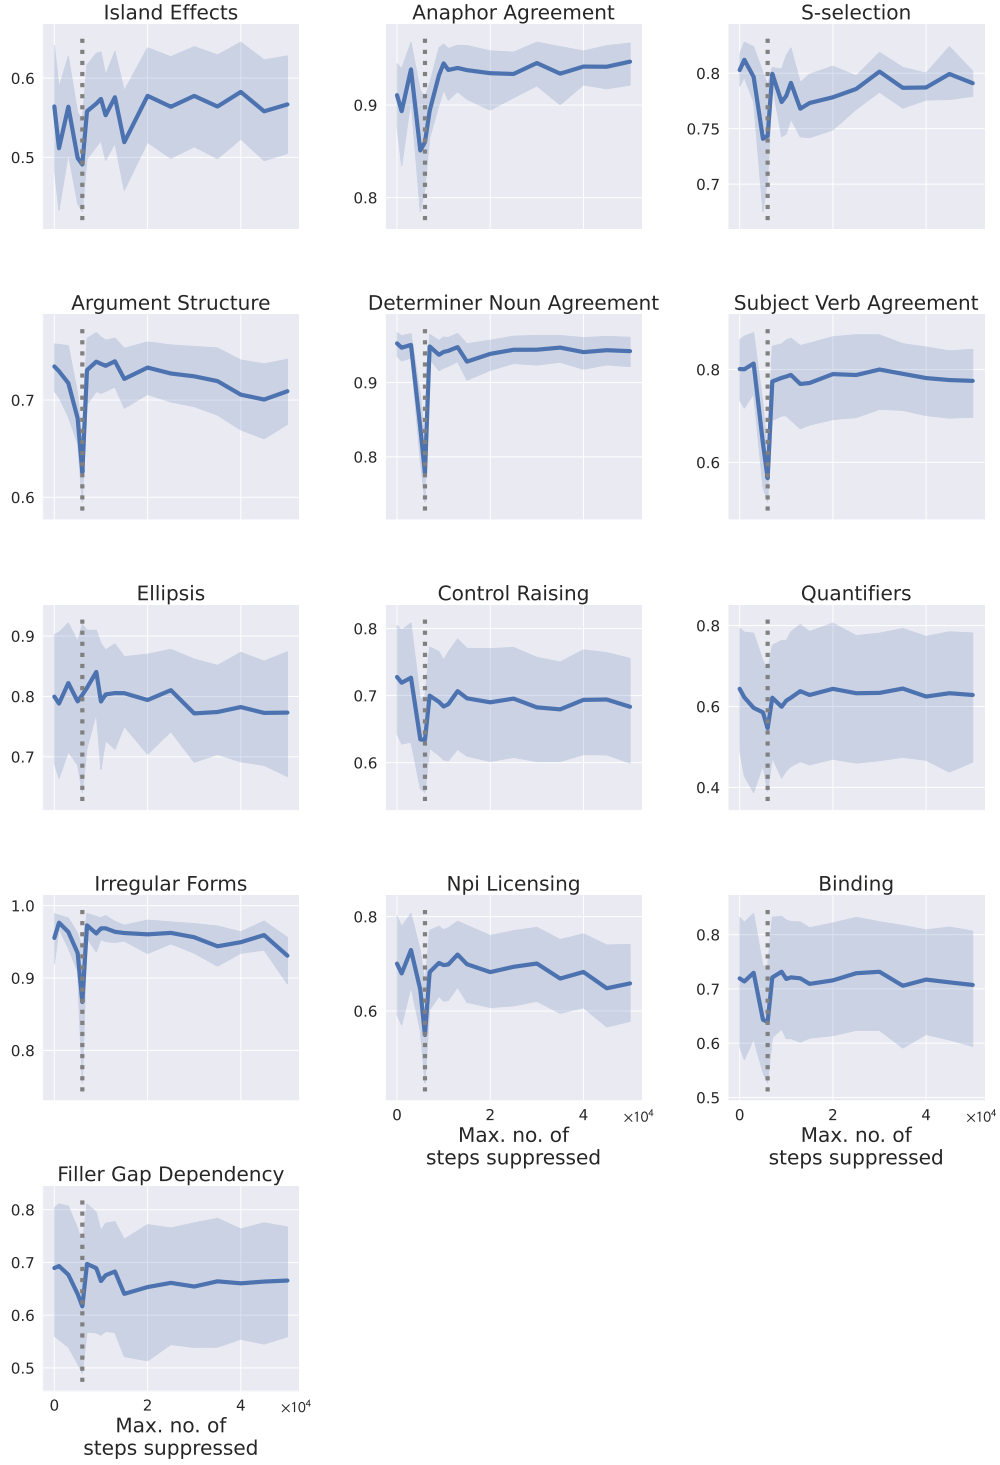 Island Effects
Anaphor Agreement
S-selection
0.6
0.5
0.9
0.8
0.8
0.75
0.7
Argument Structure
Determiner Noun Agreement
Subject Verb Agreement
0.7
0.6
0.9
0.8
0.8
0.6
Ellipsis
Control Raising
Quantifiers
0.9
0.8
0.7
0.8
0.7
0.6
0.8
0.6
0.4
Irregular Forms
Npi Licensing
Binding
1.0
0.9
0.8
0.8
0.6
0.8
0.7
0.6
0.5
0 2 4 ×10⁴
Max. no. of
steps suppressed
0 2 4 ×10⁴
Max. no. of
steps suppressed
Filler Gap Dependency
0.8
0.7
0.6
0.5
0 2 4 ×10⁴
Max. no. of
steps suppressed